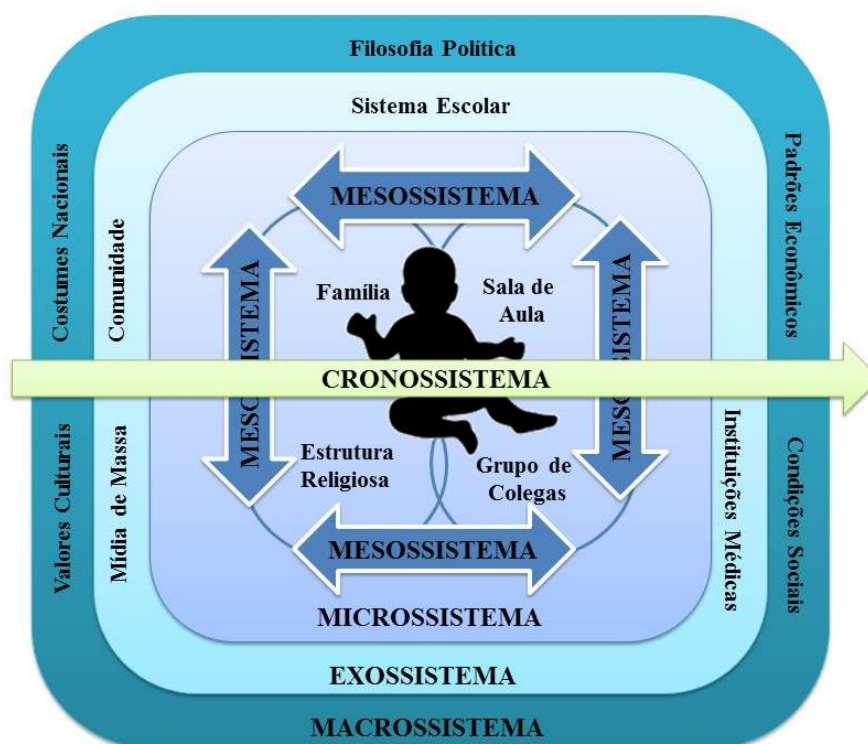 Filosofia Política
Sistema Escolar
Costumes Nacionais
Comunidade
Padrões Econômicos
MESOSSISTEMA
MESOSSISTEMA
MESOSSISTEMA
Família
Sala de
Aula
CRONOSSISTEMA
Valores Culturais
Mídia de Massa
Estrutura
Religiosa
Grupo de
Colegas
Instituições Médicas
Condições Sociais
MESOSSISTEMA
MICROSSISTEMA
EXOSSISTEMA
MACROSSISTEMA